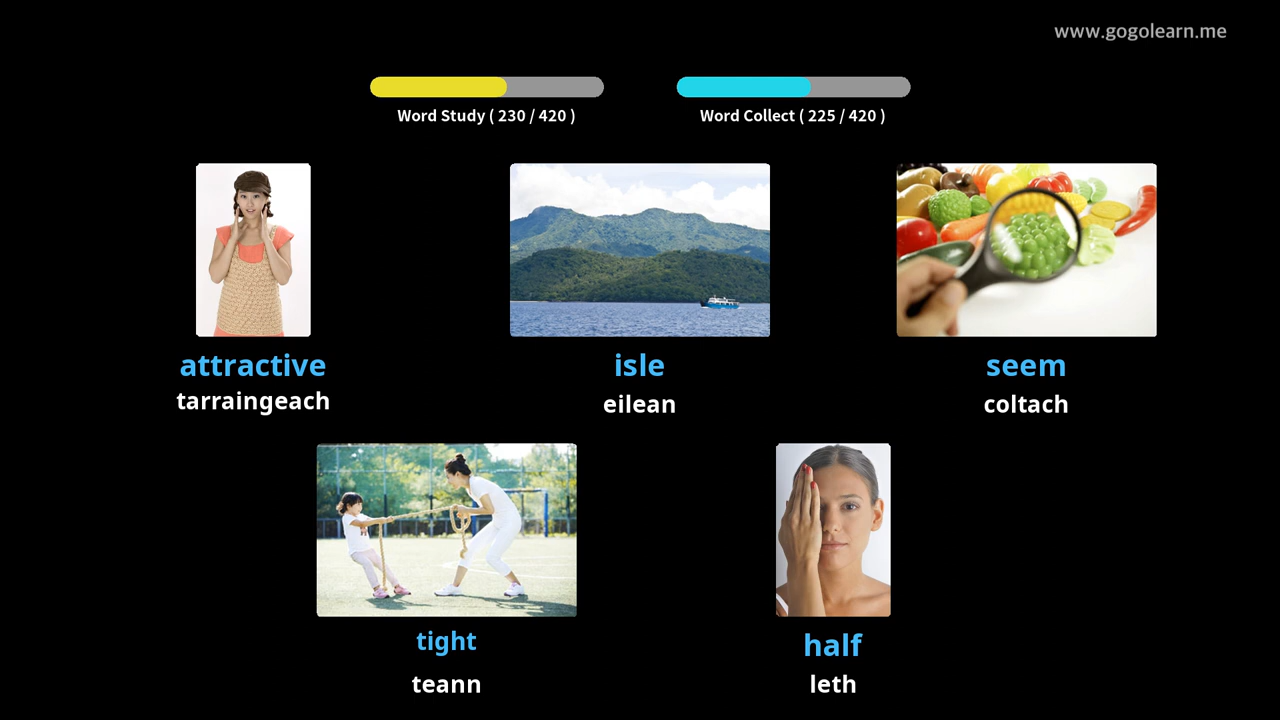 www.gogolearn.me
Word Study ( 230 / 420 )
Word Collect ( 225 / 420 )
attractive
tarraingeach
isle
eilean
seem
coltach
tight
teann
half
leth